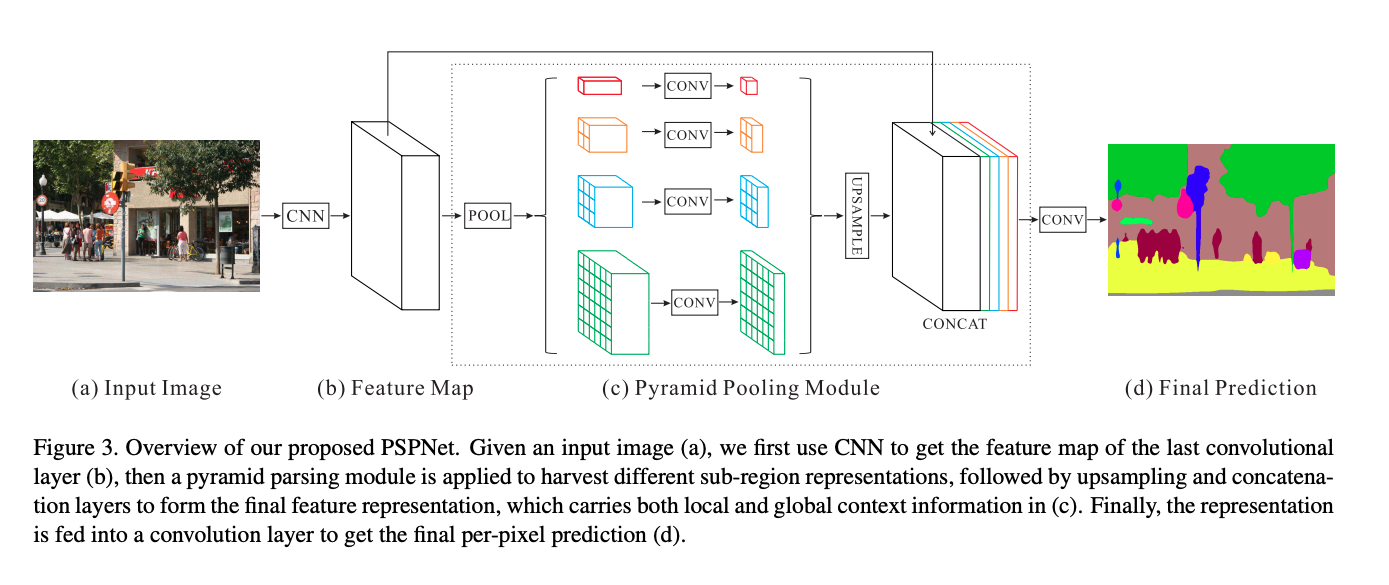 CONV
CONV
CNN
POOL
CONV
UPSAMPLE
CONV
CONV
CONCAT
(a) Input Image
(b) Feature Map
(c) Pyramid Pooling Module
(d) Final Prediction
Figure 3. Overview of our proposed PSPNet. Given an input image (a), we first use CNN to get the feature map of the last convolutional
layer (b), then a pyramid parsing module is applied to harvest different sub-region representations, followed by upsampling and concatena-
tion layers to form the final feature representation, which carries both local and global context information in (c). Finally, the representation
is fed into a convolution layer to get the final per-pixel prediction (d).